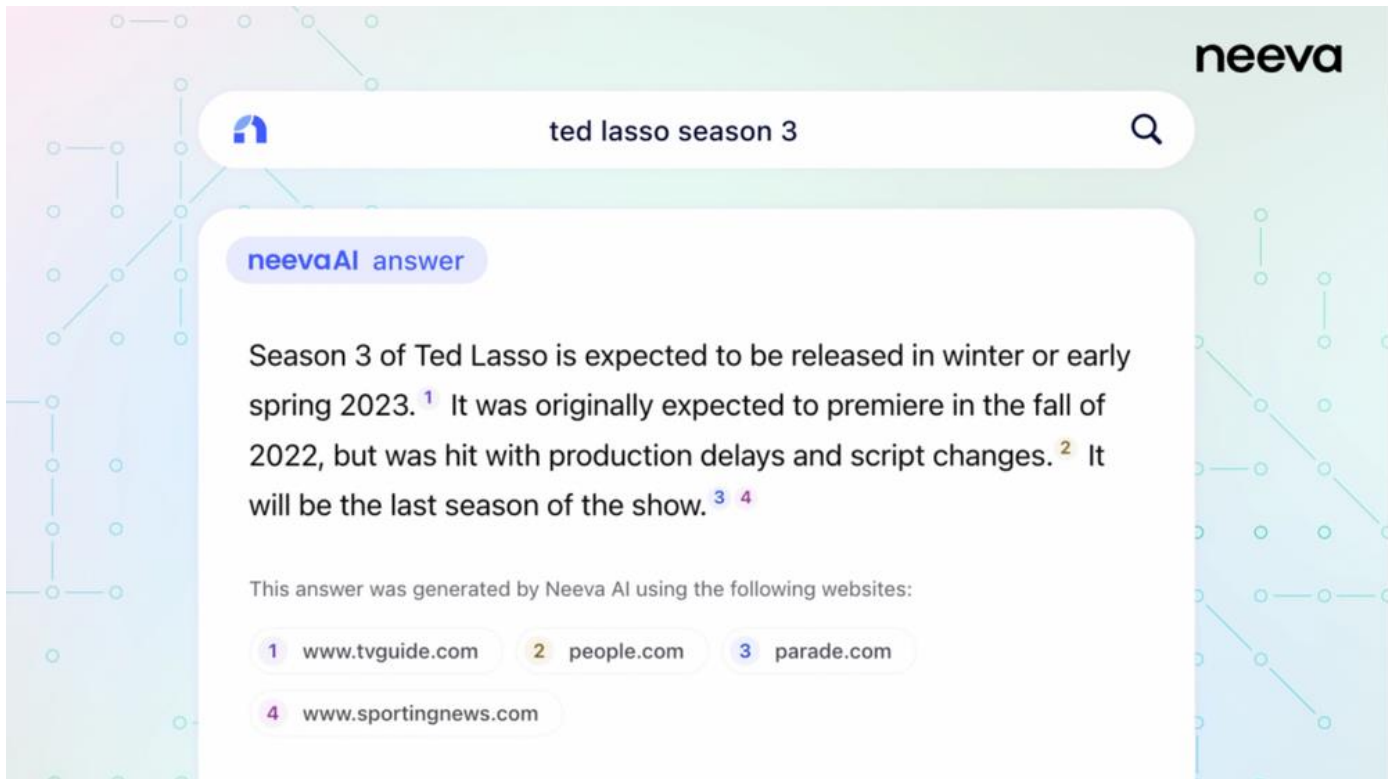 neeva
ted lasso season 3
neevaAI answer
Season 3 of Ted Lasso is expected to be released in winter or early
spring 2023. 1 It was originally expected to premiere in the fall of
2022, but was hit with production delays and script changes. 2 It
will be the last season of the show. 3 4
This answer was generated by Neeva AI using the following websites:
1 www.tvguide.com 2 people.com 3 parade.com
4 www.sportingnews.com